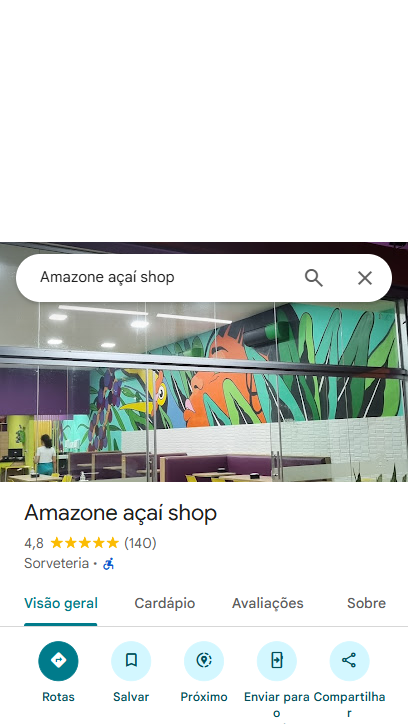 Amazone açaí shop
Amazone açaí shop
4,8 (140)
Sorveteria •
Visão geral Cardápio Avaliações Sobre
Rotas Salvar Próximo Enviar para o Compartilhar